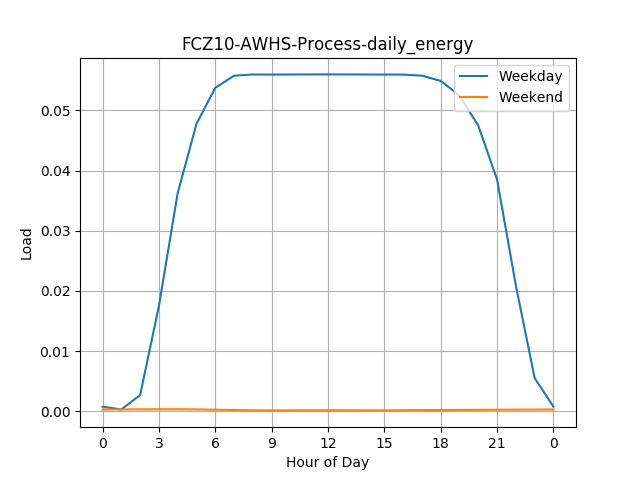 FCZ10-AWHS-Process-daily_energy
Weekday
Weekend
Load
0.05
0.04
0.03
0.02
0.01
0.00
0 3 6 9 12 15 18 21 0
Hour of Day